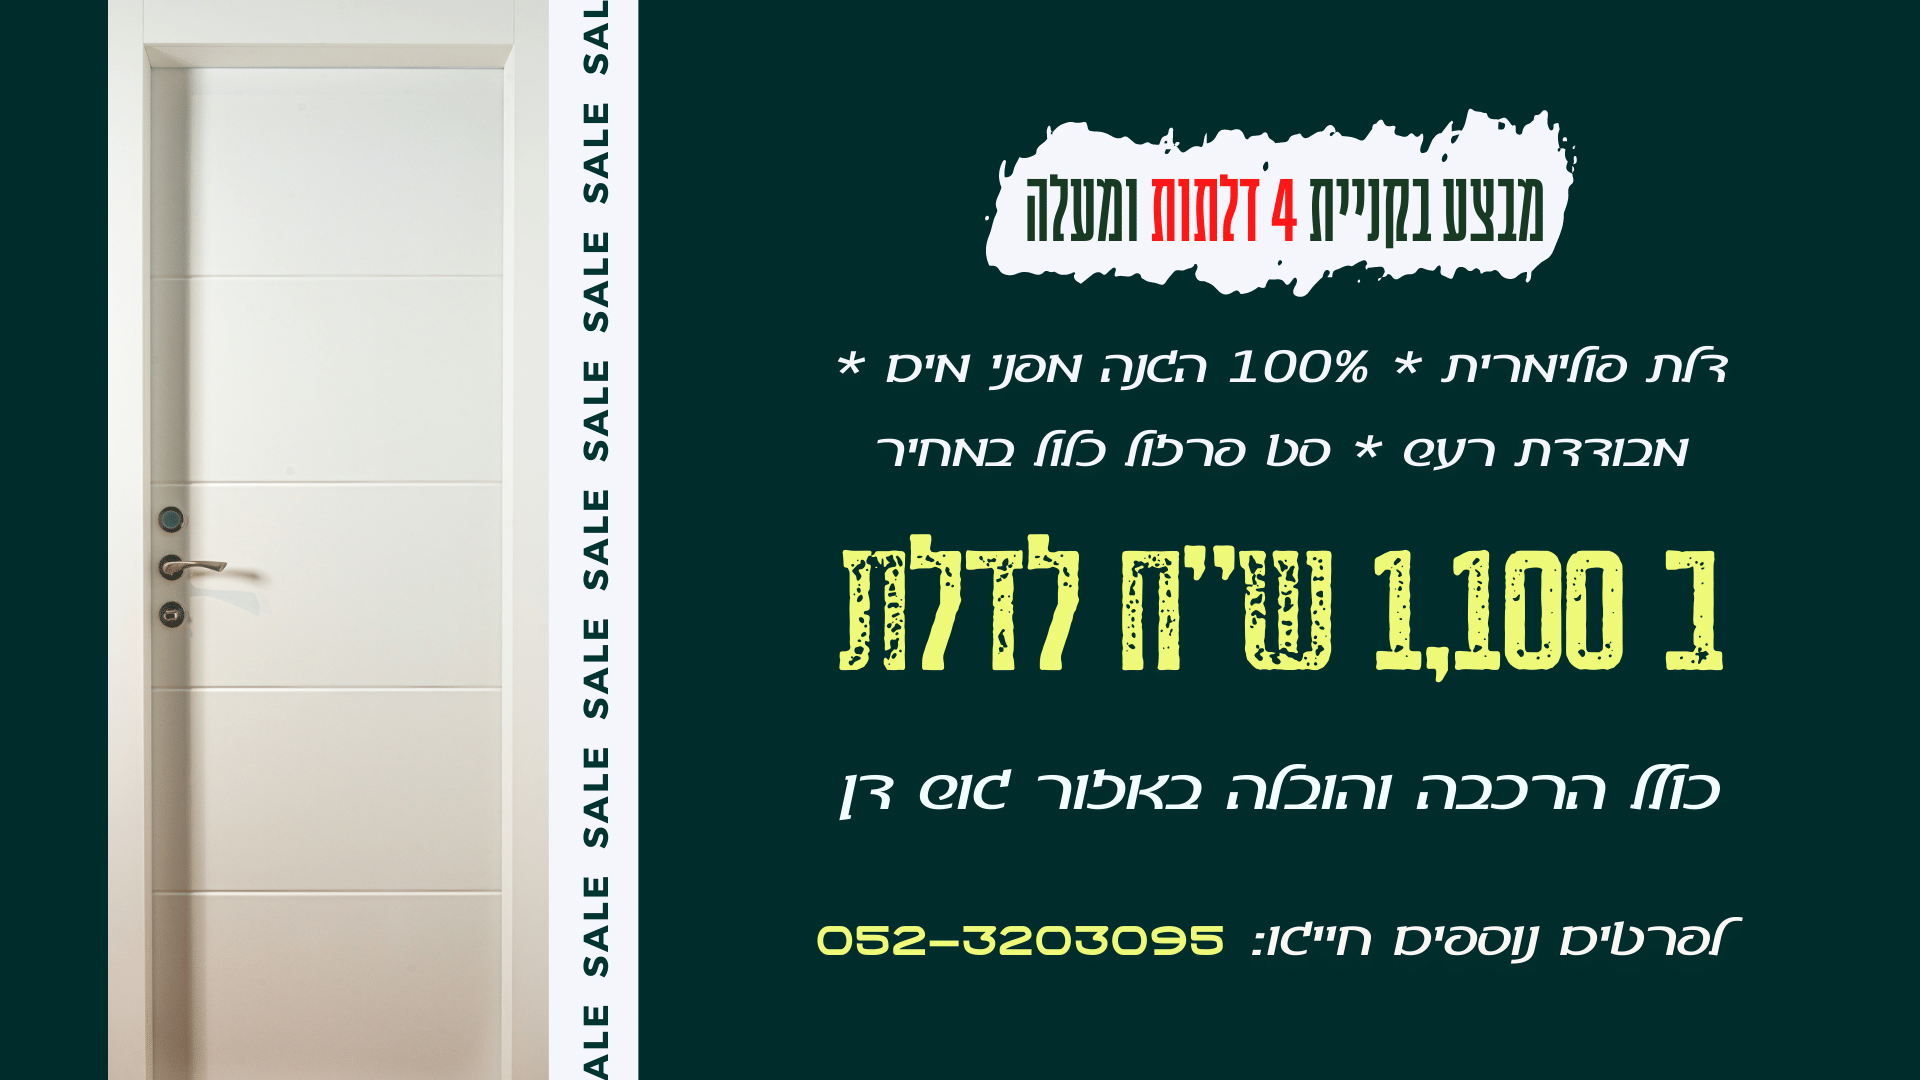 מבצע בקניית 4 דלתות ומעלה
דלת פולימרית * 100% הגנה מפני מים *
מבודדת רעש * סט פרזול כלול במחיר
ב 1,100 ש"ח לדלת
כולל הרכבה והובלה באזור גוש דן
לפרטים נוספים חייגו: 052-3203095
ALE SALE SALE SALE SALE SALE SALE SALE SAL